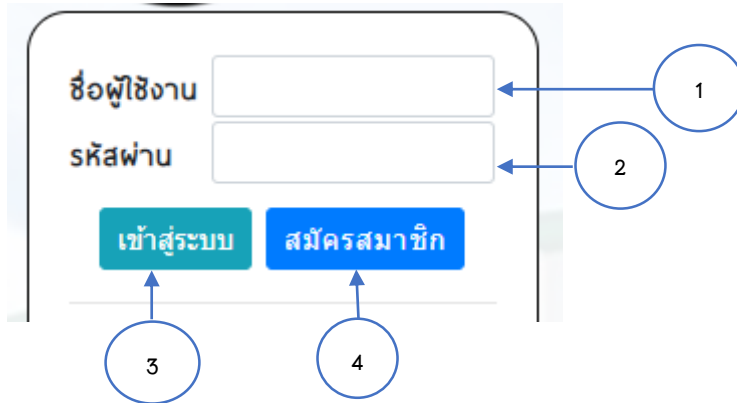 ชื่อผู้ใช้งาน 1
รหัสผ่าน 2
เข้าสู่ระบบ สมัครสมาชิก
3 4